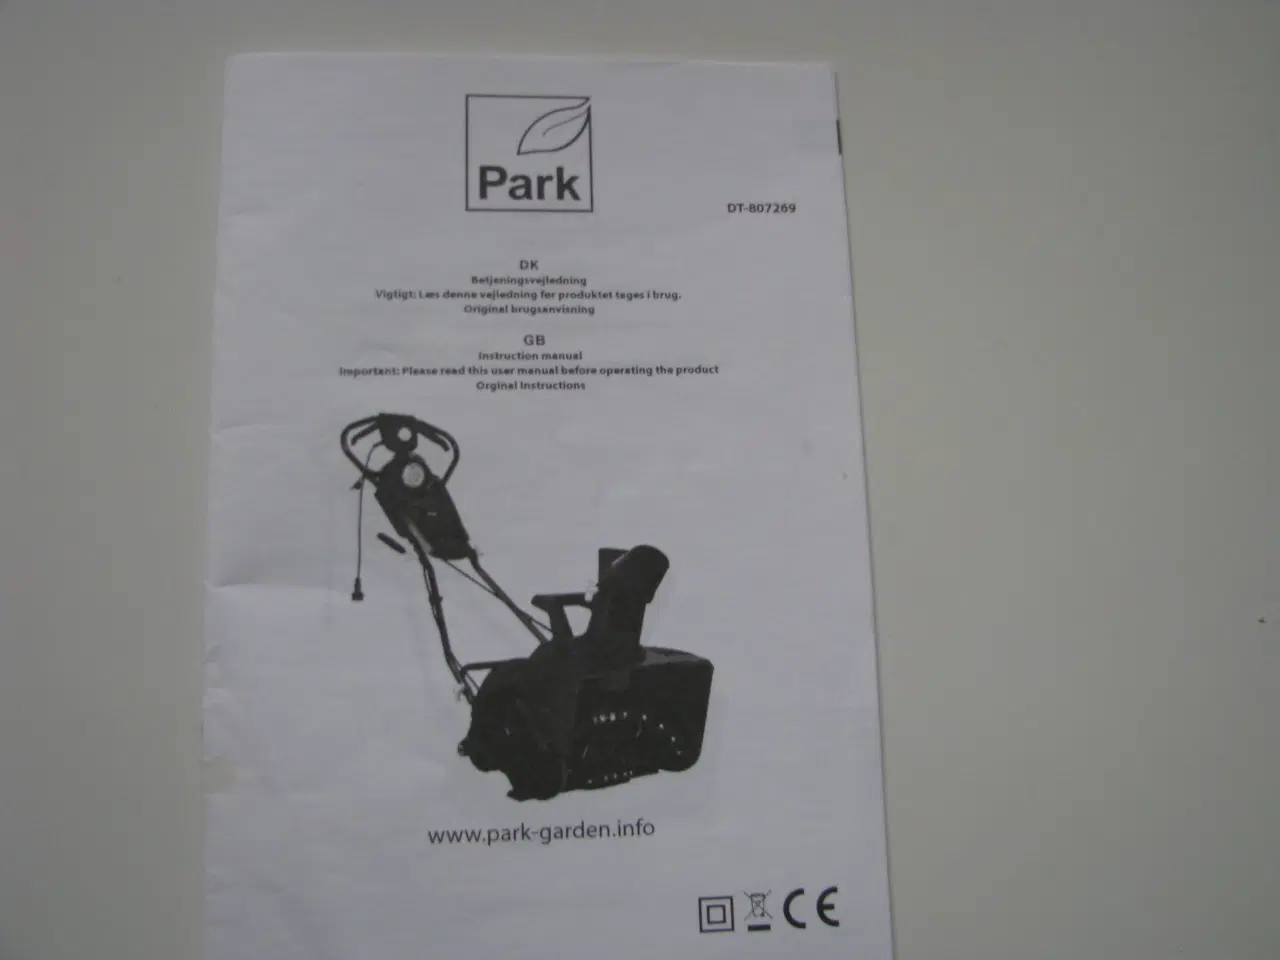 Park
DT-807269
DK
Betjeningsvejledning
Vigtigt: Læs denne vejledning før produktet tages i brug.
Original brugsanvisning
GB
Instruction manual
Important: Please read this user manual before operating the product
Orginal Instructions
www.park-garden.info
CE